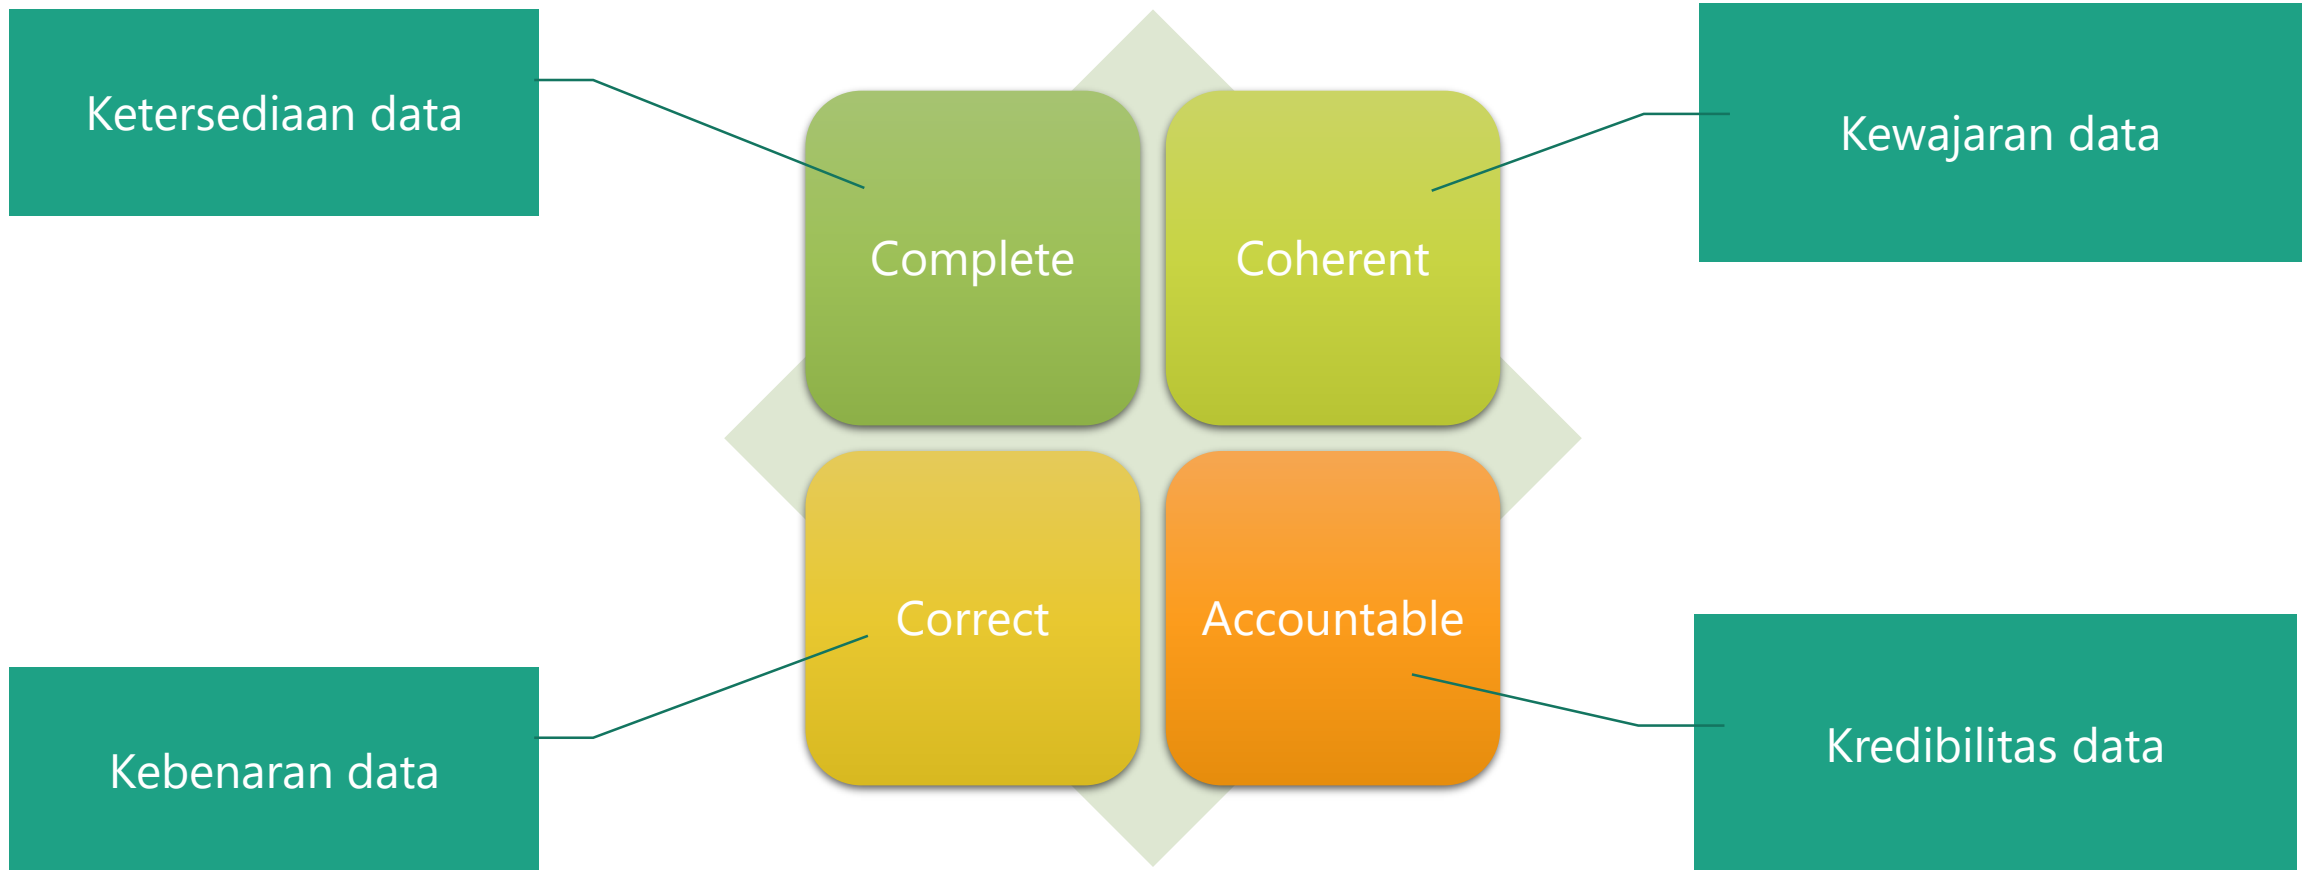 Ketersediaan data
Kewajaran data
Complete
Coherent
Correct
Accountable
Kebenaran data
Kredibilitas data